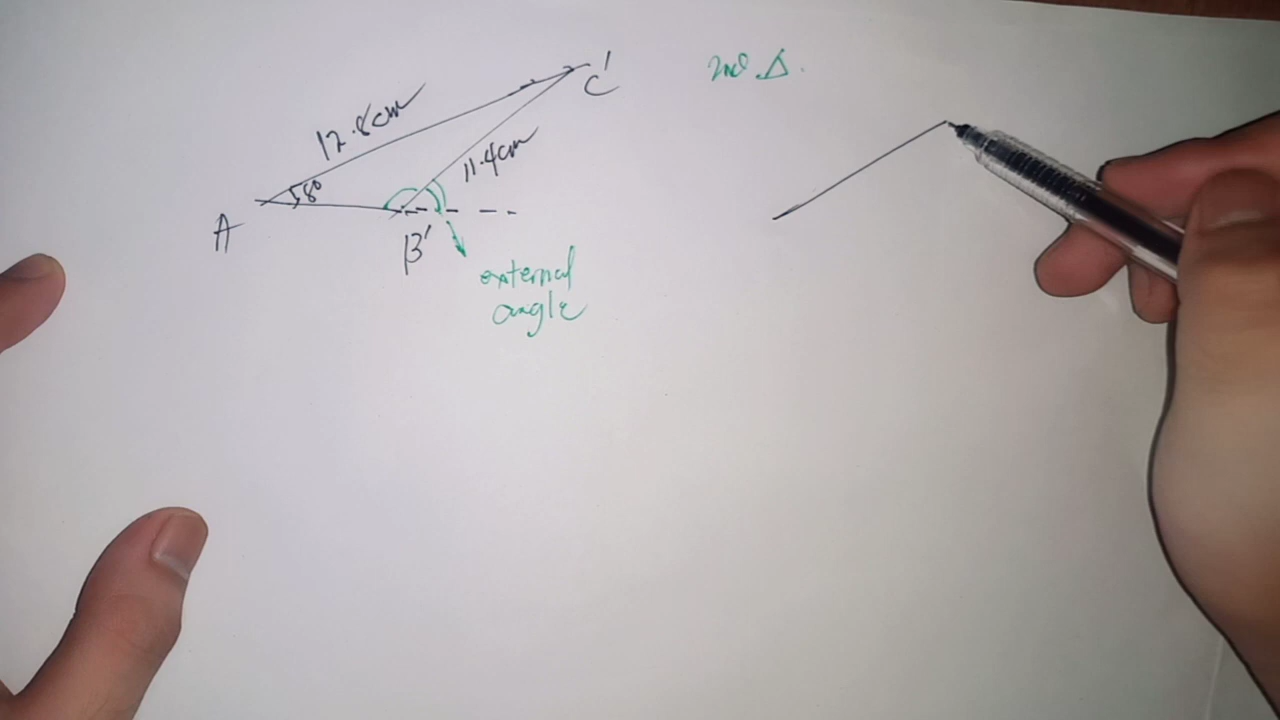 C'
2nd Δ.
12.8cm
11.4cm
58°
A
B'
external
angle